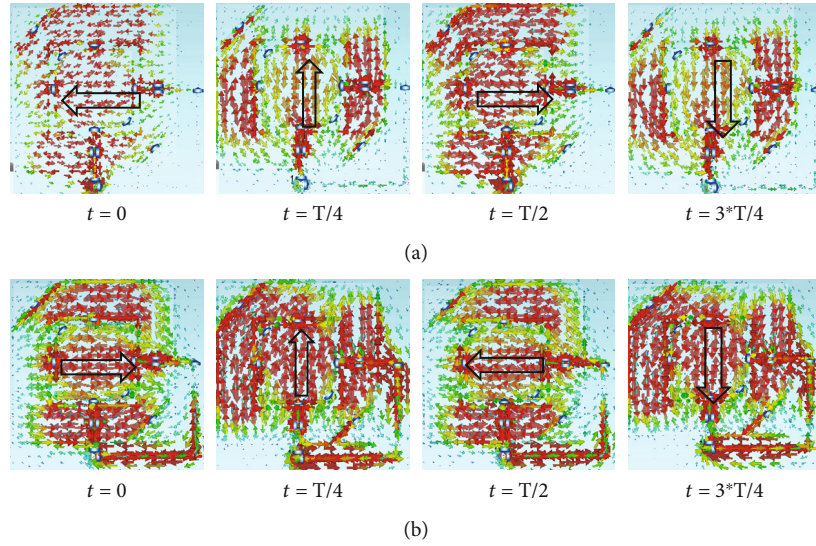 t = 0 t = T/4 t = T/2 t = 3*T/4
(a)
t = 0 t = T/4 t = T/2 t = 3*T/4
(b)